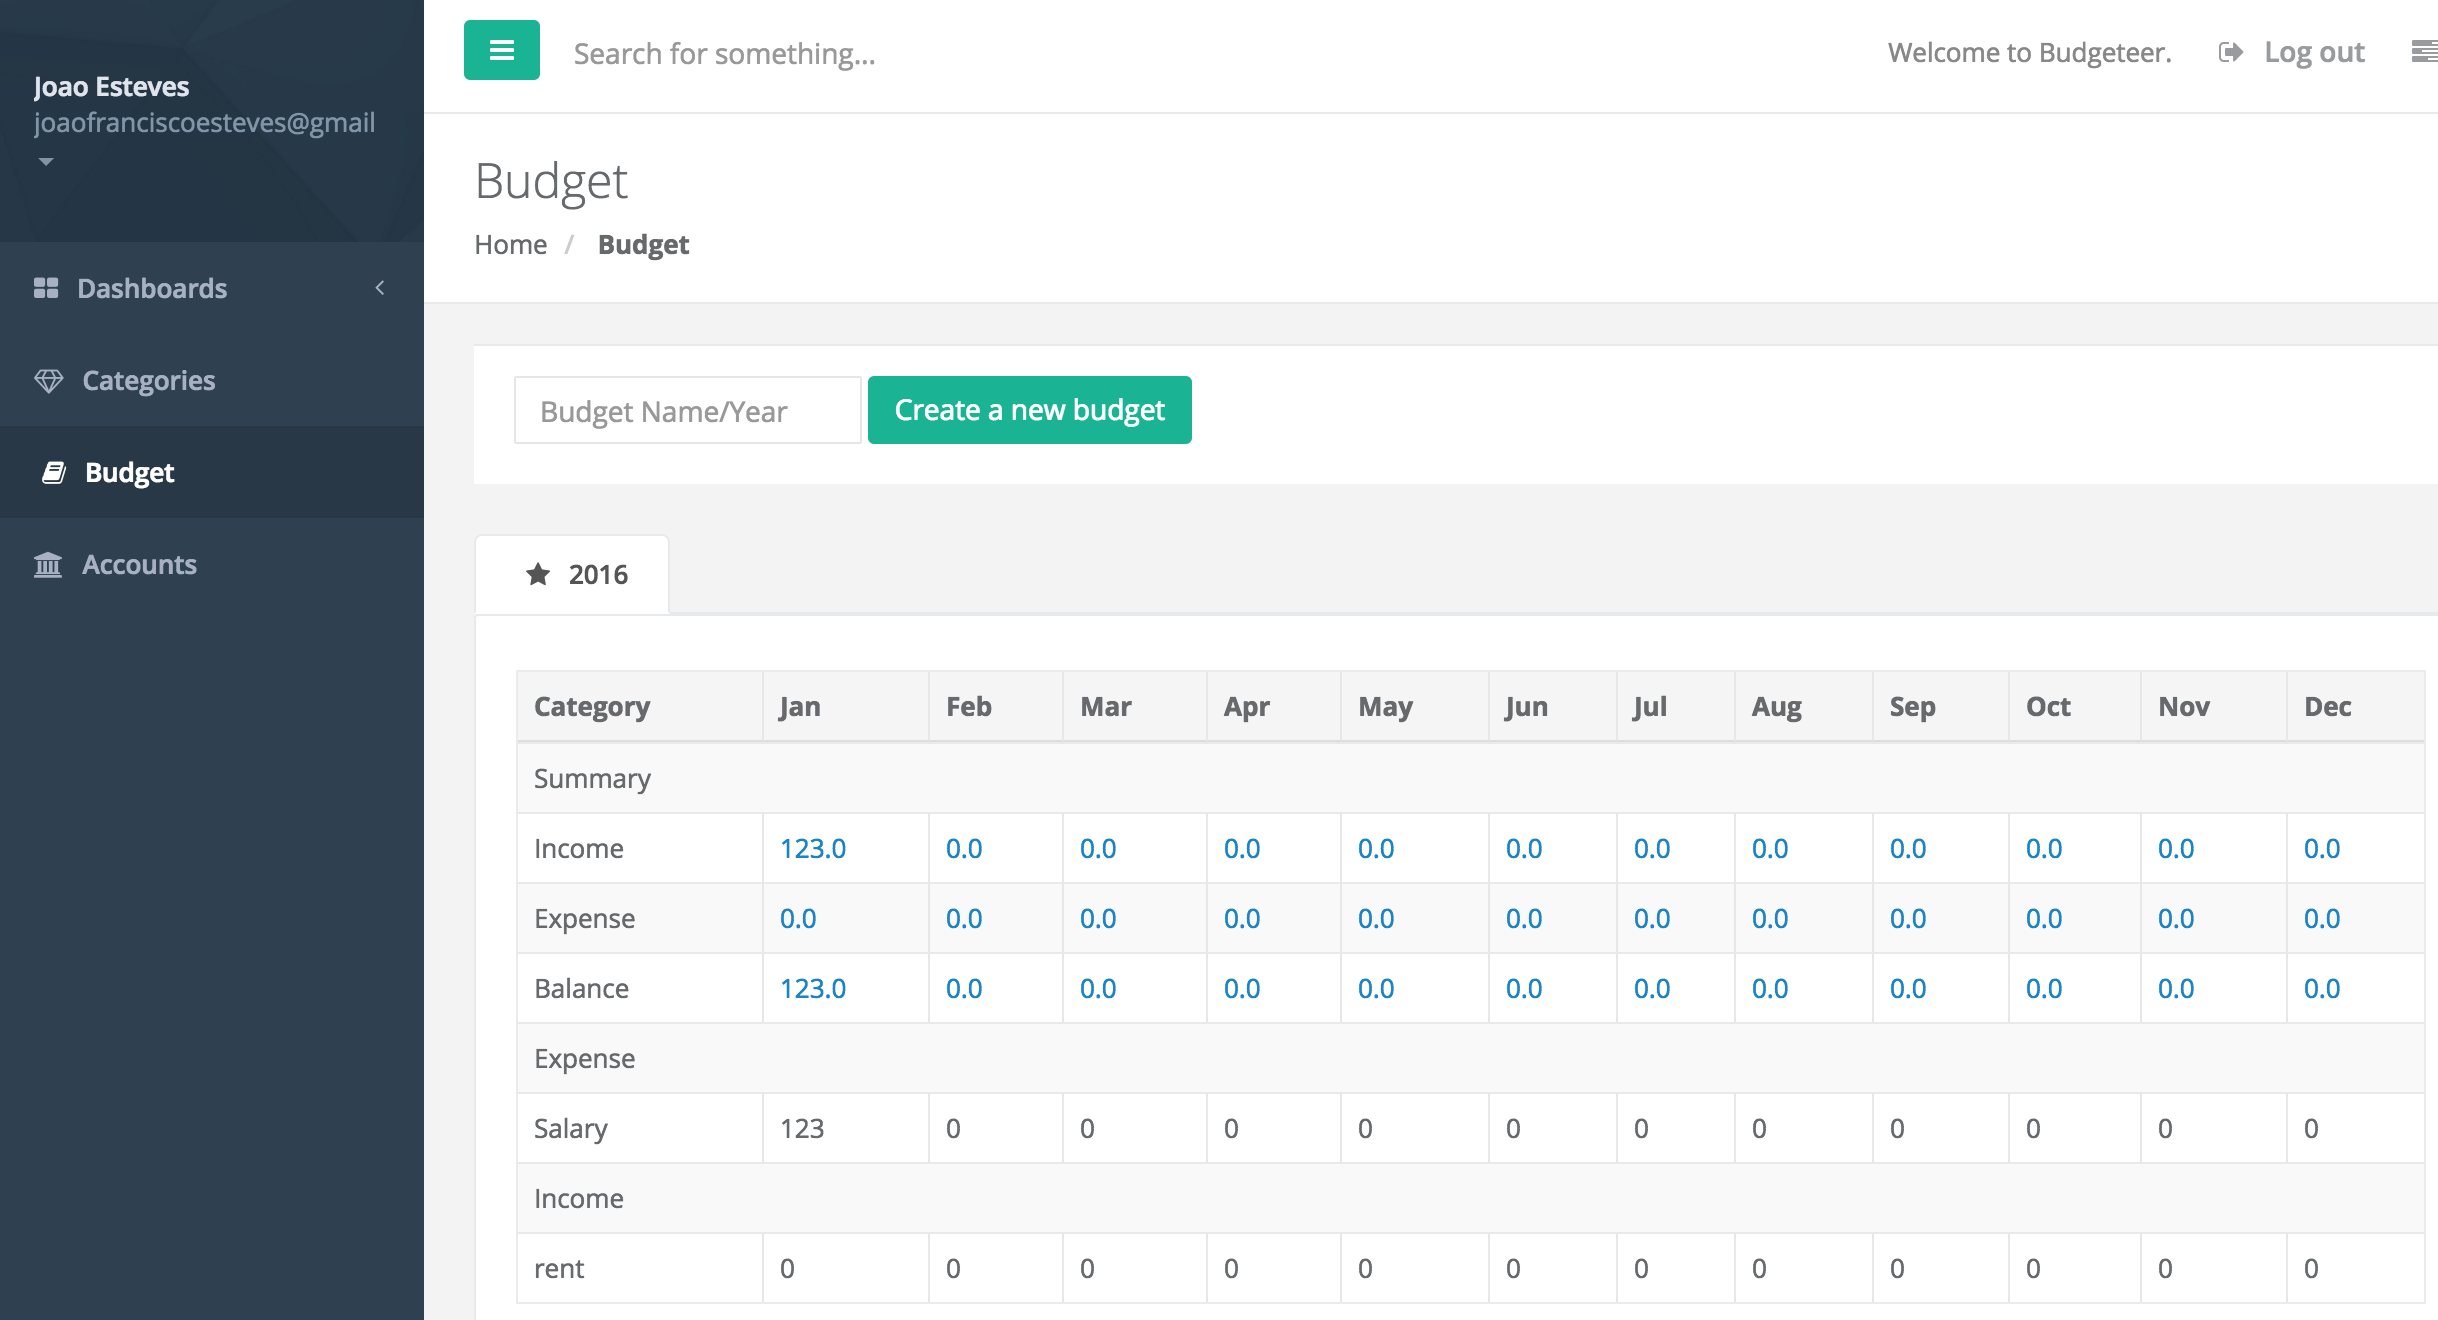 Joao Esteves
joaofranciscoesteves@gmail
Dashboards
Categories
Budget
Accounts
Search for something...
Welcome to Budgeteer. Log out
Budget
Home / Budget
Budget Name/Year Create a new budget
2016
Category Jan Feb Mar Apr May Jun Jul Aug Sep Oct Nov Dec
Summary
Income 123.0 0.0 0.0 0.0 0.0 0.0 0.0 0.0 0.0 0.0 0.0 0.0
Expense 0.0 0.0 0.0 0.0 0.0 0.0 0.0 0.0 0.0 0.0 0.0 0.0
Balance 123.0 0.0 0.0 0.0 0.0 0.0 0.0 0.0 0.0 0.0 0.0 0.0
Expense
Salary 123 0 0 0 0 0 0 0 0 0 0 0
Income
rent 0 0 0 0 0 0 0 0 0 0 0 0